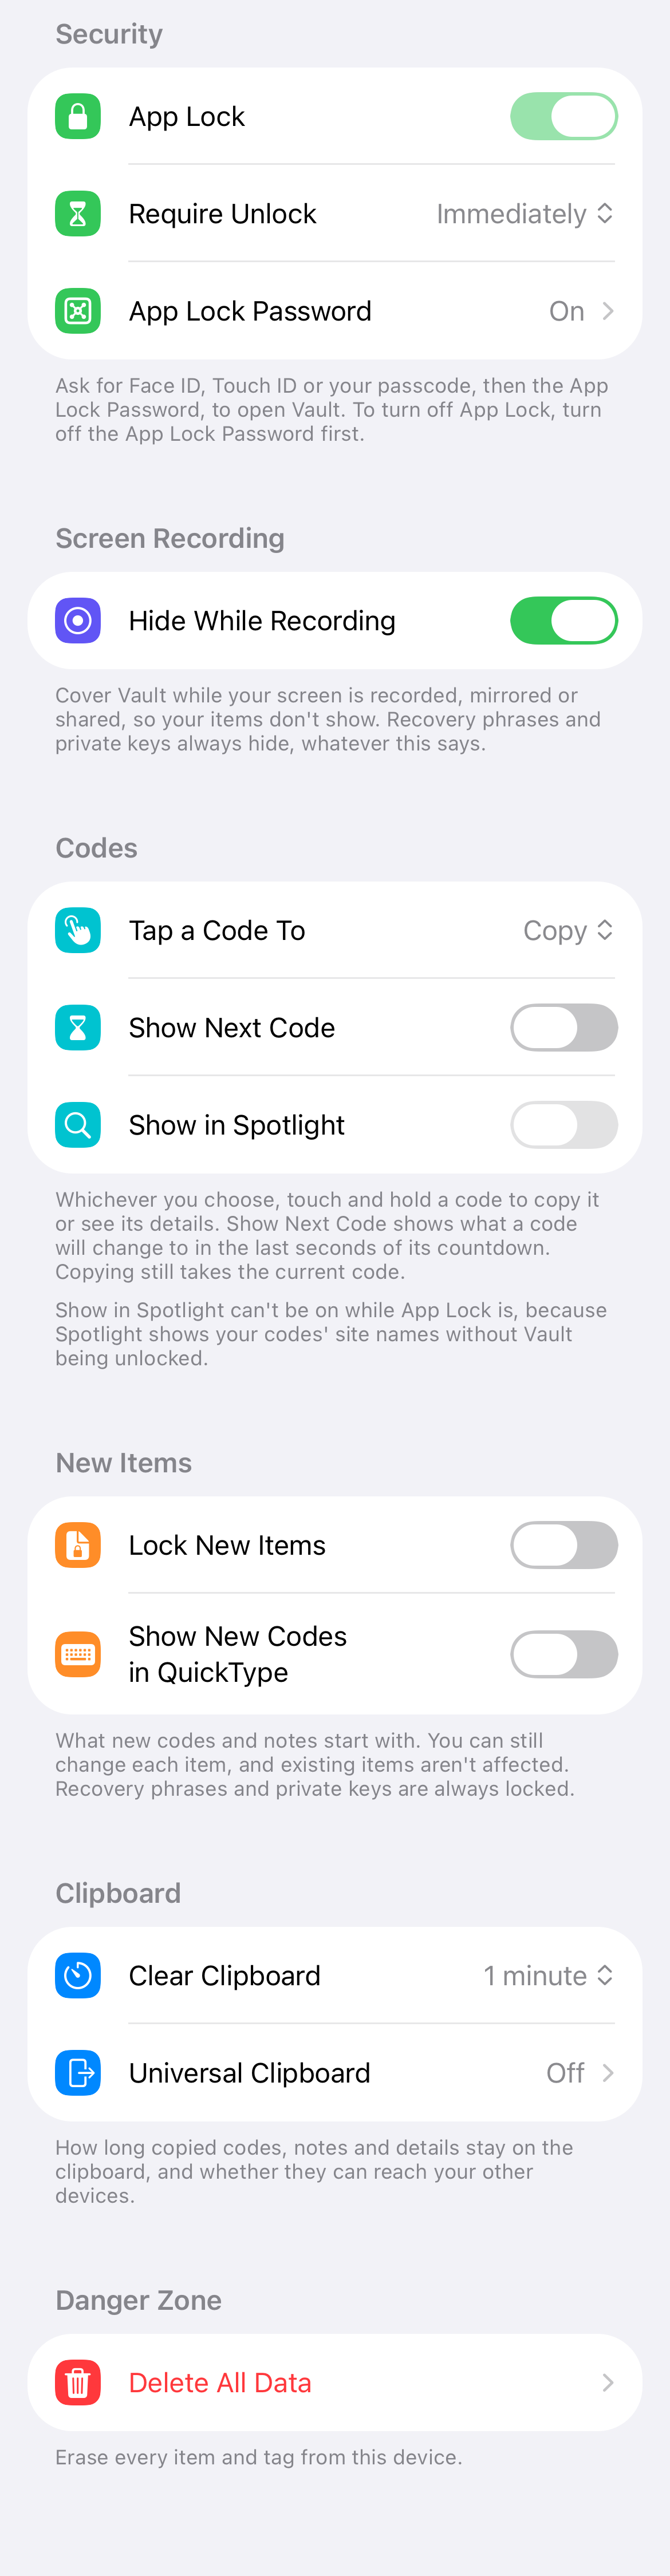 Security
App Lock
Require Unlock Immediately
App Lock Password On
Ask for Face ID, Touch ID or your passcode, then the App
Lock Password, to open Vault. To turn off App Lock, turn
off the App Lock Password first.
Screen Recording
Hide While Recording
Cover Vault while your screen is recorded, mirrored or
shared, so your items don't show. Recovery phrases and
private keys always hide, whatever this says.
Codes
Tap a Code To Copy
Show Next Code
Show in Spotlight
Whichever you choose, touch and hold a code to copy it
or see its details. Show Next Code shows what a code
will change to in the last seconds of its countdown.
Copying still takes the current code.
Show in Spotlight can't be on while App Lock is, because
Spotlight shows your codes' site names without Vault
being unlocked.
New Items
Lock New Items
Show New Codes
in QuickType
What new codes and notes start with. You can still
change each item, and existing items aren't affected.
Recovery phrases and private keys are always locked.
Clipboard
Clear Clipboard 1 minute
Universal Clipboard Off
How long copied codes, notes and details stay on the
clipboard, and whether they can reach your other
devices.
Danger Zone
Delete All Data
Erase every item and tag from this device.